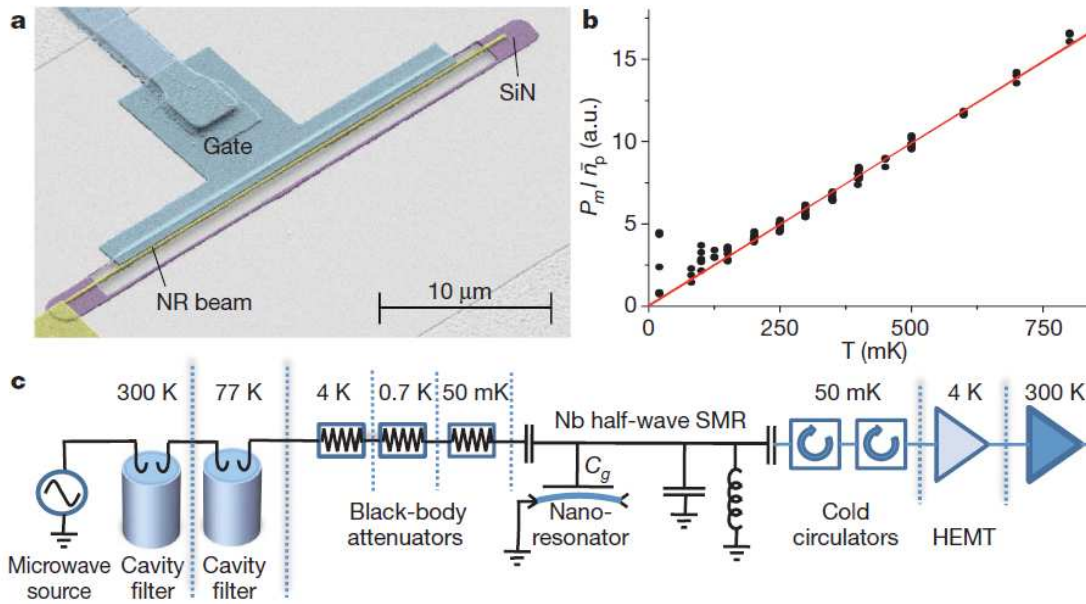 a
Gate
SiN
NR beam
10 μm
b
P_m / n̄_p (a.u.)
15
10
5
0
0 250 500 750
T (mK)
c
300 K 77 K 4 K 0.7 K 50 mK 50 mK 4 K 300 K
Nb half-wave SMR
C_g
Microwave
source
Cavity
filter
Cavity
filter
Black-body
attenuators
Nano-
resonator
Cold
circulators
HEMT